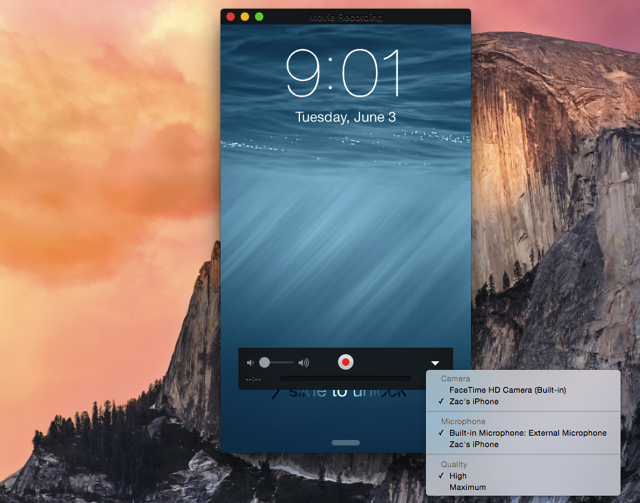 Movie Recording
9:01
Tuesday, June 3
--:--
slide to unlock
Camera
FaceTime HD Camera (Built-in)
✓ Zac's iPhone
Microphone
✓ Built-in Microphone: External Microphone
Zac's iPhone
Quality
✓ High
Maximum